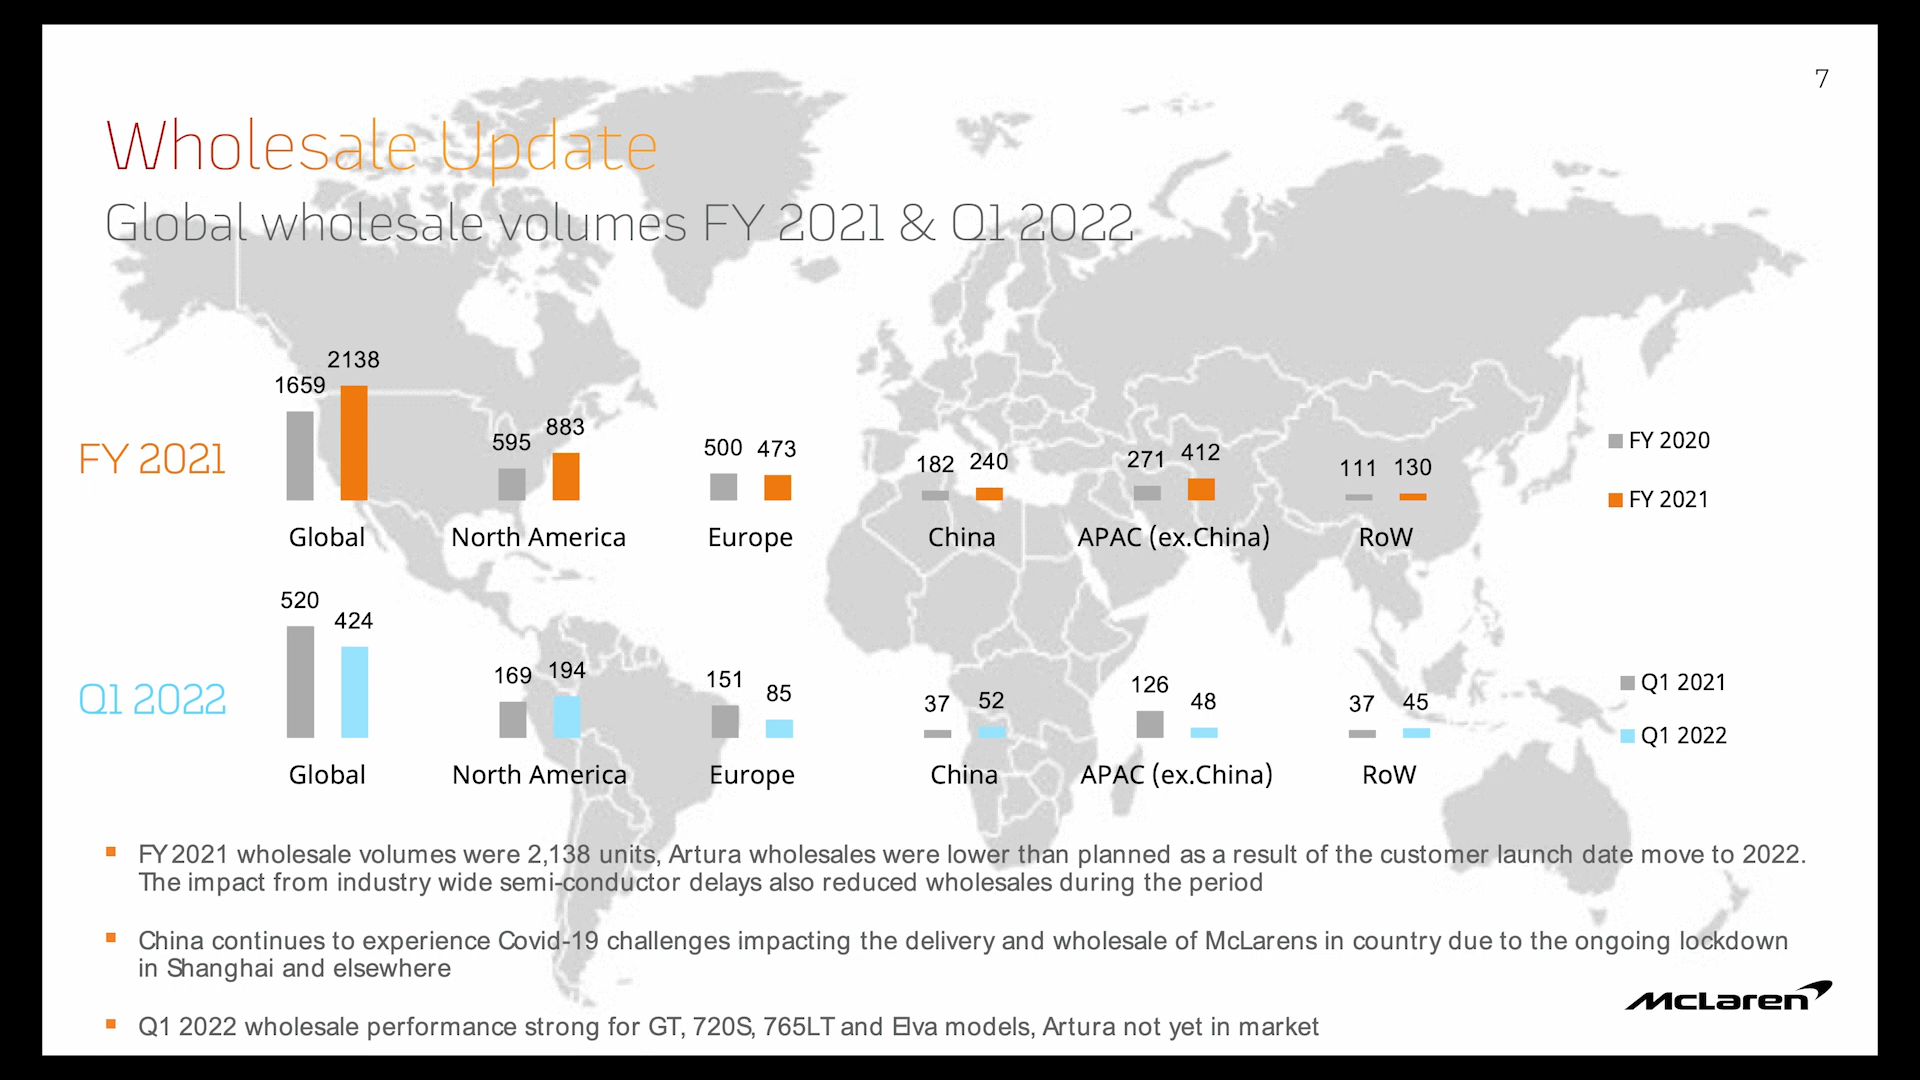 7
Wholesale Update
Global wholesale volumes FY 2021 & Q1 2022
FY 2021
1659 2138
595 883
500 473
182 240
271 412
111 130
Global North America Europe China APAC (ex.China) RoW
FY 2020
FY 2021
Q1 2022
520 424
169 194
151 85
37 52
126 48
37 45
Global North America Europe China APAC (ex.China) RoW
Q1 2021
Q1 2022
FY 2021 wholesale volumes were 2,138 units, Artura wholesales were lower than planned as a result of the customer launch date move to 2022.
The impact from industry wide semi-conductor delays also reduced wholesales during the period
China continues to experience Covid-19 challenges impacting the delivery and wholesale of McLarens in country due to the ongoing lockdown
in Shanghai and elsewhere
Q1 2022 wholesale performance strong for GT, 720S, 765LT and Elva models, Artura not yet in market
McLaren